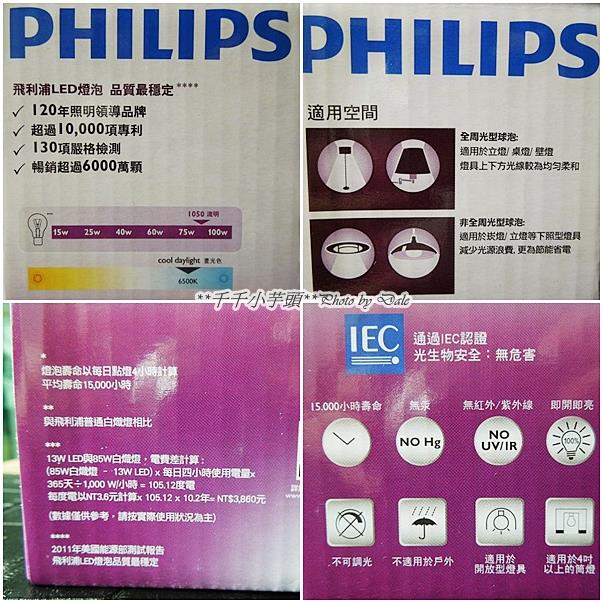 PHILIPS
飛利浦LED燈泡 品質最穩定****
✓ 120年照明領導品牌
✓ 超過10,000項專利
✓ 130項嚴格檢測
✓ 暢銷超過6000萬顆
1050 流明
15w 25w 40w 60w 75w 100w
cool daylight 晝光色
6500K
PHILIPS
適用空間
全周光型球泡:
適用於立燈/ 桌燈/ 壁燈
燈具上下方光線較為均勻柔和
非全周光型球泡:
適用於崁燈/ 立燈等下照型燈具
減少光源浪費, 更為節能省電
**千千小芋頭**Photo by Dale
*
燈泡壽命以每日點燈4小時計算
平均壽命15,000小時
**
與飛利浦普通白熾燈相比
***
13W LED與85W白熾燈,電費差計算:
(85W白熾燈 – 13W LED) x 每日四小時使用電量x
365天÷1,000 W/小時 = 105.12度電
每度電以NT3.6元計算x 105.12 x 10.2年= NT$3,860元
(數據僅供參考,請按實際使用狀況為主)
****
2011年美國能源部測試報告
飛利浦LED燈泡品質最穩定
IEC
通過IEC認證
光生物安全:無危害
15.000小時壽命 無汞 無紅外/紫外線 即開即亮
NO Hg
NO
UV/IR
100%
不可調光 不適用於戶外
適用於
開放型燈具
適用於4吋
以上的筒燈